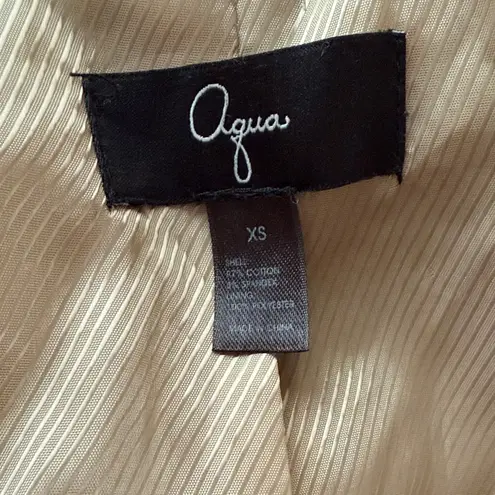 Aqua
XS
SHELL
97% COTTON
3% SPANDEX
LINING
100% POLYESTER
MADE IN CHINA